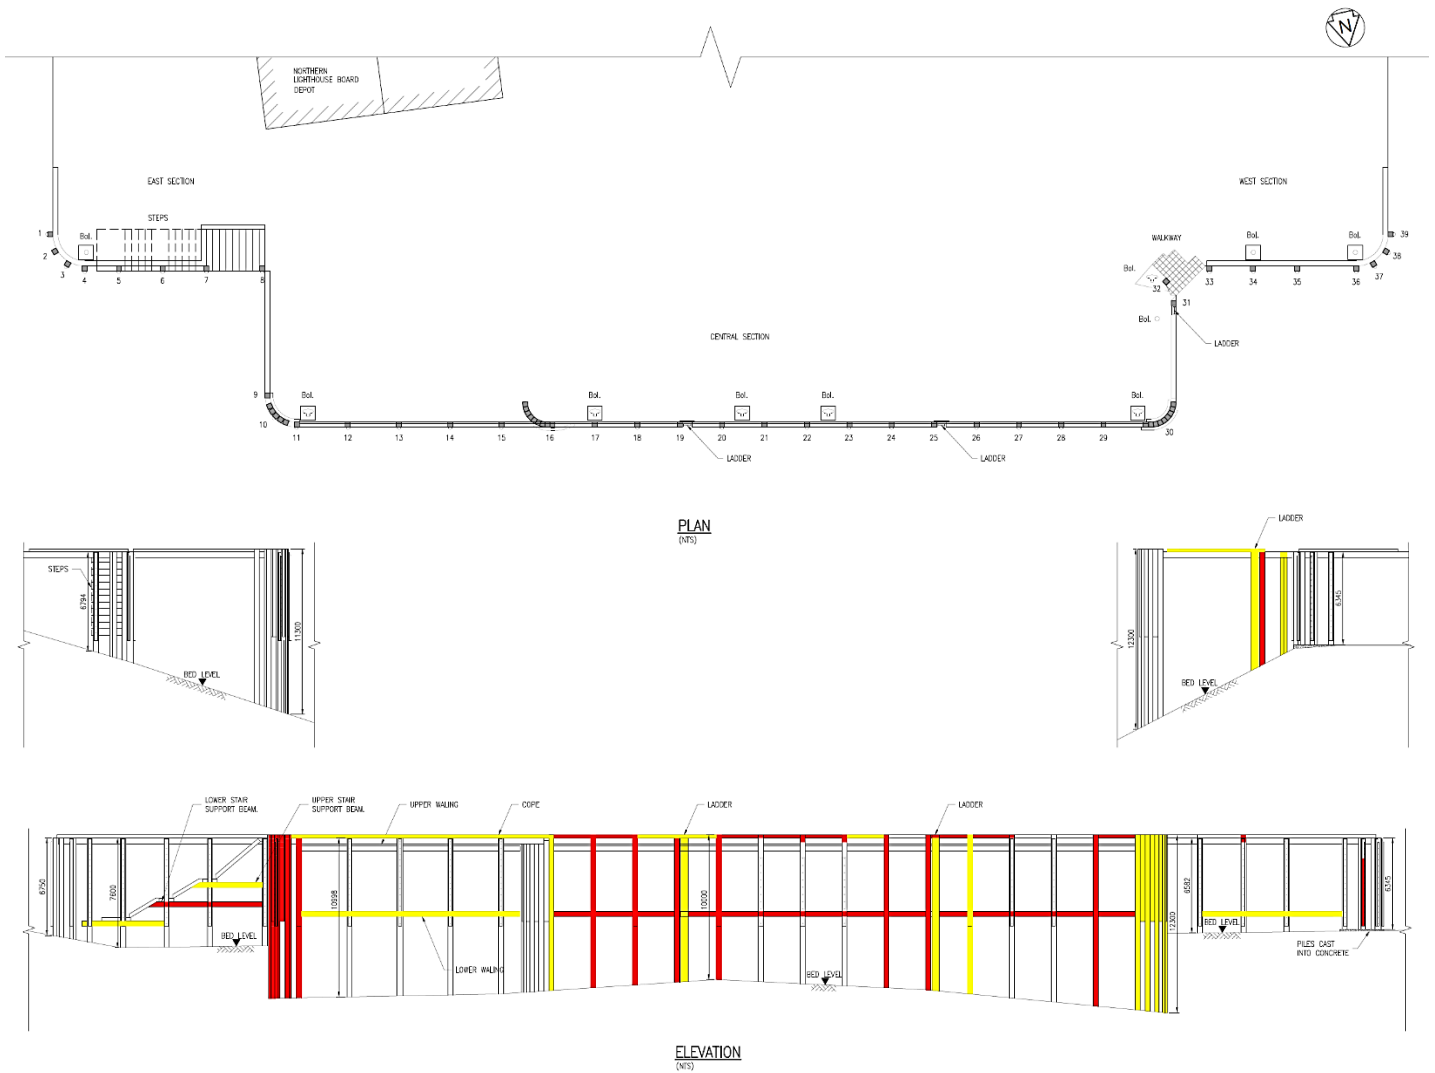 N
NORTHERN
LIGHTHOUSE BOARD
DEPOT
EAST SECTION
WEST SECTION
STEPS
Bol.
WALKWAY
Bol.
Bol.
1
2
3
4
5
6
7
8
Bol.
32
31
33
34
35
36
37
38
39
Bol.
LADDER
CENTRAL SECTION
9
10
Bol.
Bol.
Bol.
Bol.
Bol.
11
12
13
14
15
16
17
18
19
20
21
22
23
24
25
26
27
28
29
30
LADDER
LADDER
PLAN
(NTS)
STEPS
6794
11300
BED LEVEL
LADDER
12300
6345
BED LEVEL
LOWER STAIR
SUPPORT BEAM.
UPPER STAIR
SUPPORT BEAM.
UPPER WALING
COPE
LADDER
LADDER
6750
7600
10998
10000
12300
6582
6345
BED LEVEL
LOWER WALING
BED LEVEL
BED LEVEL
PILES CAST
INTO CONCRETE
ELEVATION
(NTS)